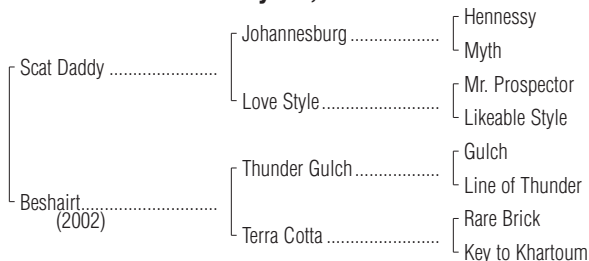 Hennessy
Johannesburg ...................
Myth
Scat Daddy .......................
Mr. Prospector
Love Style.........................
Likeable Style
Gulch
Thunder Gulch..................
Line of Thunder
Beshairt.............................
(2002)
Rare Brick
Terra Cotta ........................
Key to Khartoum